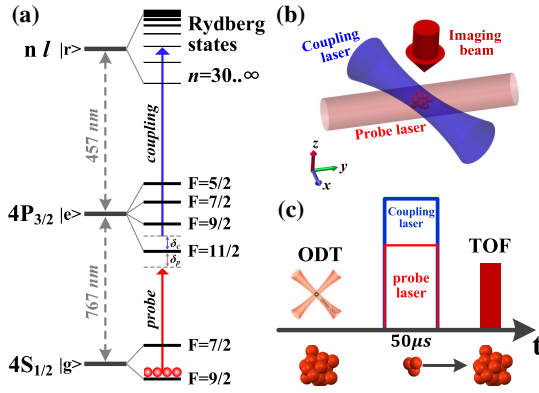 (a)
Rydberg
states
n=30..∞
n l |r>
457 nm
coupling
F=5/2
F=7/2
4P3/2 |e>
F=9/2
δc
F=11/2
δp
767 nm
probe
F=7/2
4S1/2 |g>
F=9/2
(b)
Coupling
laser
Imaging
beam
Probe laser
z
y
x
(c)
Coupling
laser
ODT
TOF
probe
laser
50μs
t